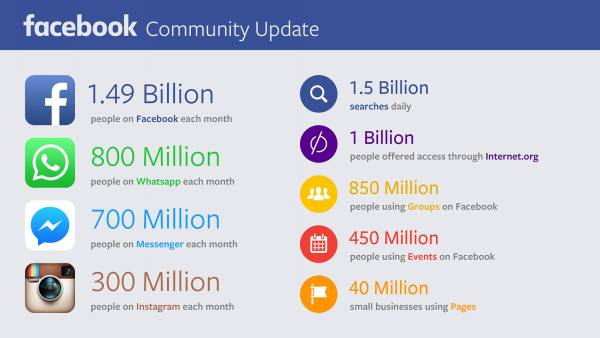 facebook Community Update
1.49 Billion
people on Facebook each month
800 Million
people on Whatsapp each month
700 Million
people on Messenger each month
300 Million
people on Instagram each month
1.5 Billion
searches daily
1 Billion
people offered access through Internet.org
850 Million
people using Groups on Facebook
450 Million
people using Events on Facebook
40 Million
small businesses using Pages